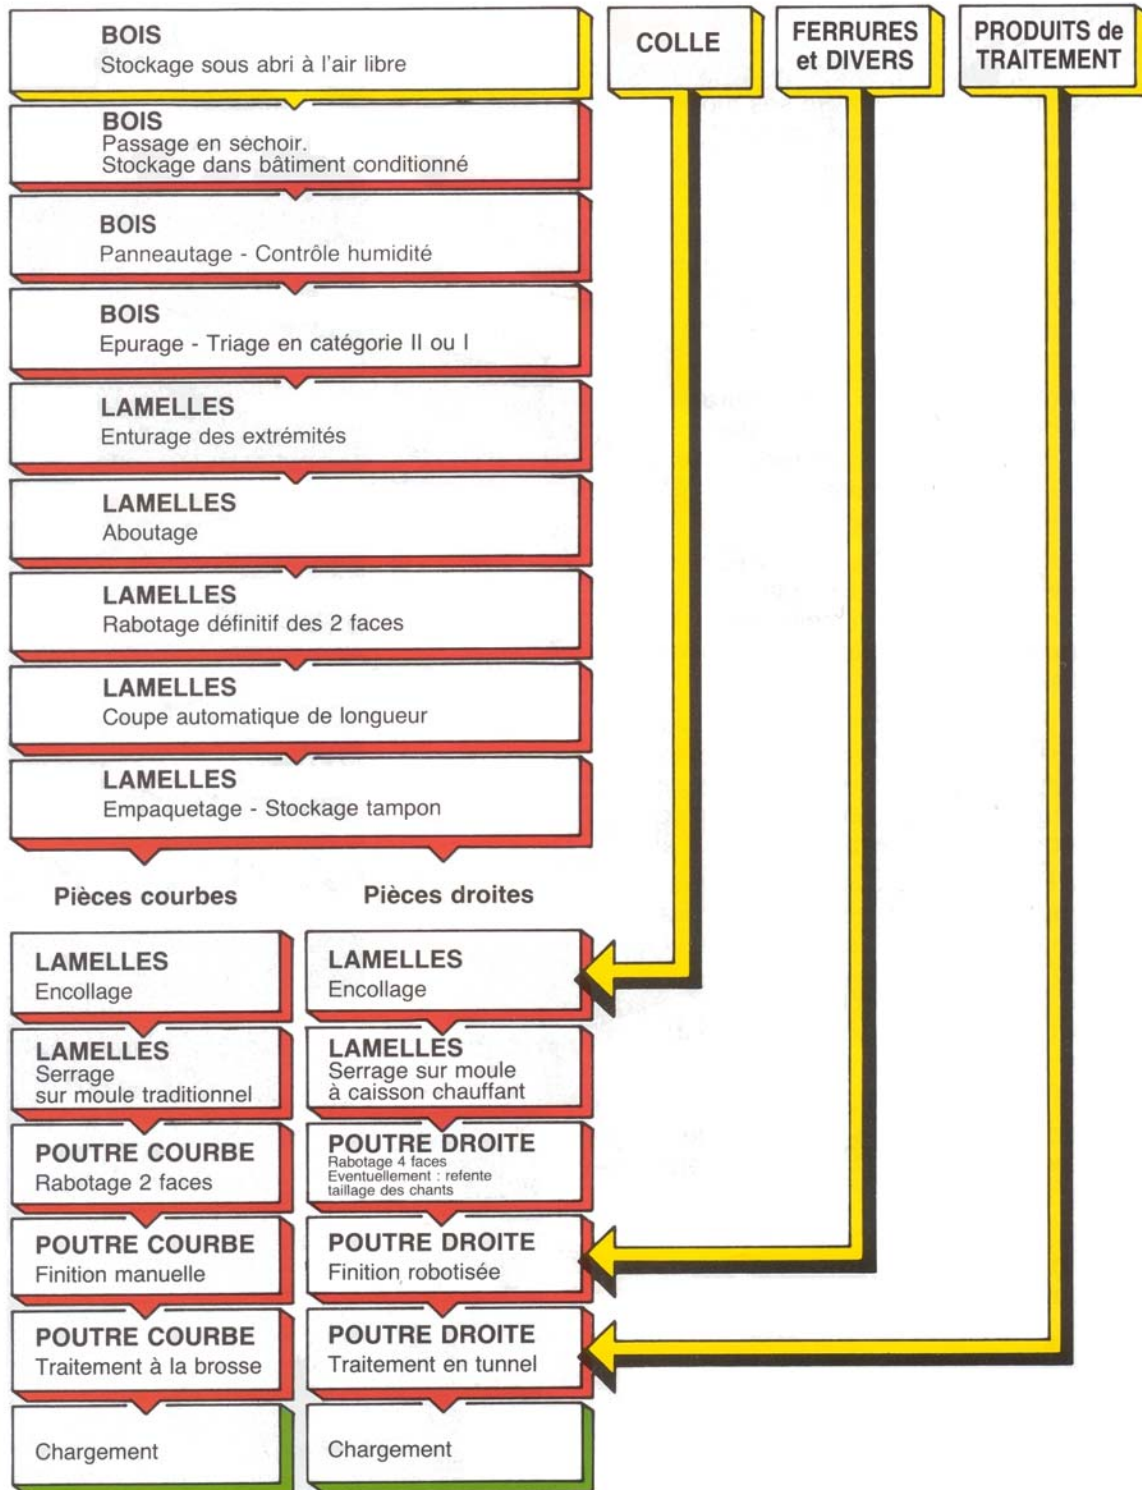 BOIS
Stockage sous abri à l'air libre
COLLE
FERRURES
et DIVERS
PRODUITS de
TRAITEMENT
BOIS
Passage en séchoir.
Stockage dans bâtiment conditionné
BOIS
Panneautage - Contrôle humidité
BOIS
Epurage - Triage en catégorie II ou I
LAMELLES
Enturage des extrémités
LAMELLES
Aboutage
LAMELLES
Rabotage définitif des 2 faces
LAMELLES
Coupe automatique de longueur
LAMELLES
Empaquetage - Stockage tampon
Pièces courbes
Pièces droites
LAMELLES
Encollage
LAMELLES
Encollage
LAMELLES
Serrage
sur moule traditionnel
LAMELLES
Serrage sur moule
à caisson chauffant
POUTRE COURBE
Rabotage 2 faces
POUTRE DROITE
Rabotage 4 faces
Eventuellement : refente
taillage des chants
POUTRE COURBE
Finition manuelle
POUTRE DROITE
Finition robotisée
POUTRE COURBE
Traitement à la brosse
POUTRE DROITE
Traitement en tunnel
Chargement
Chargement